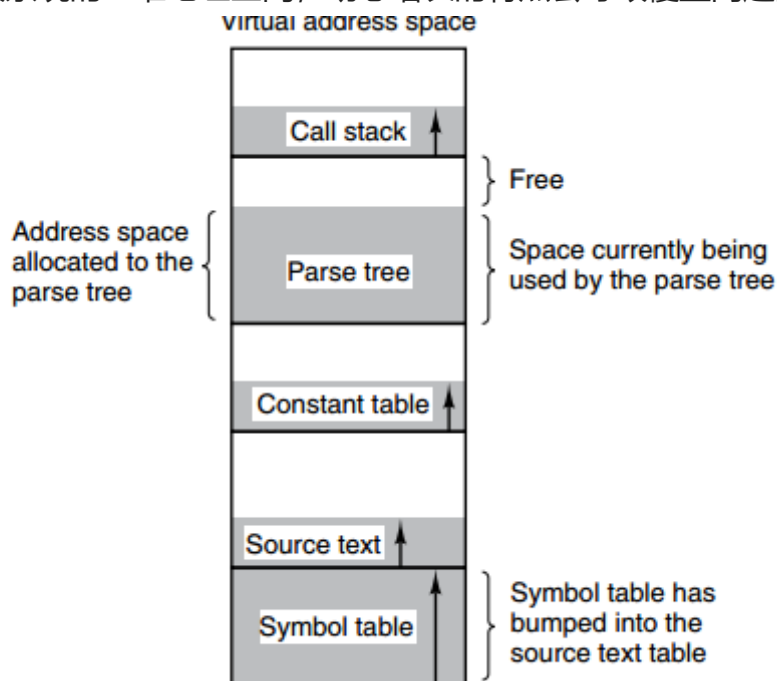 Virtual address space
Call stack
Free
Address space
allocated to the
parse tree
Parse tree
Space currently being
used by the parse tree
Constant table
Source text
Symbol table
Symbol table has
bumped into the
source text table